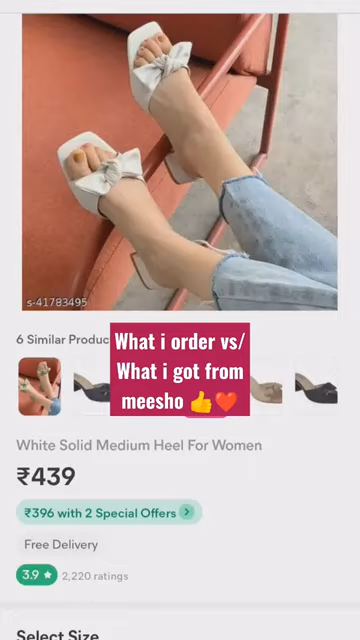 s-41783495
6 Similar Produc
What i order vs/
What i got from
meesho 👍❤️
White Solid Medium Heel For Women
₹439
₹396 with 2 Special Offers >
Free Delivery
3.9 ★ 2,220 ratings
Select Size